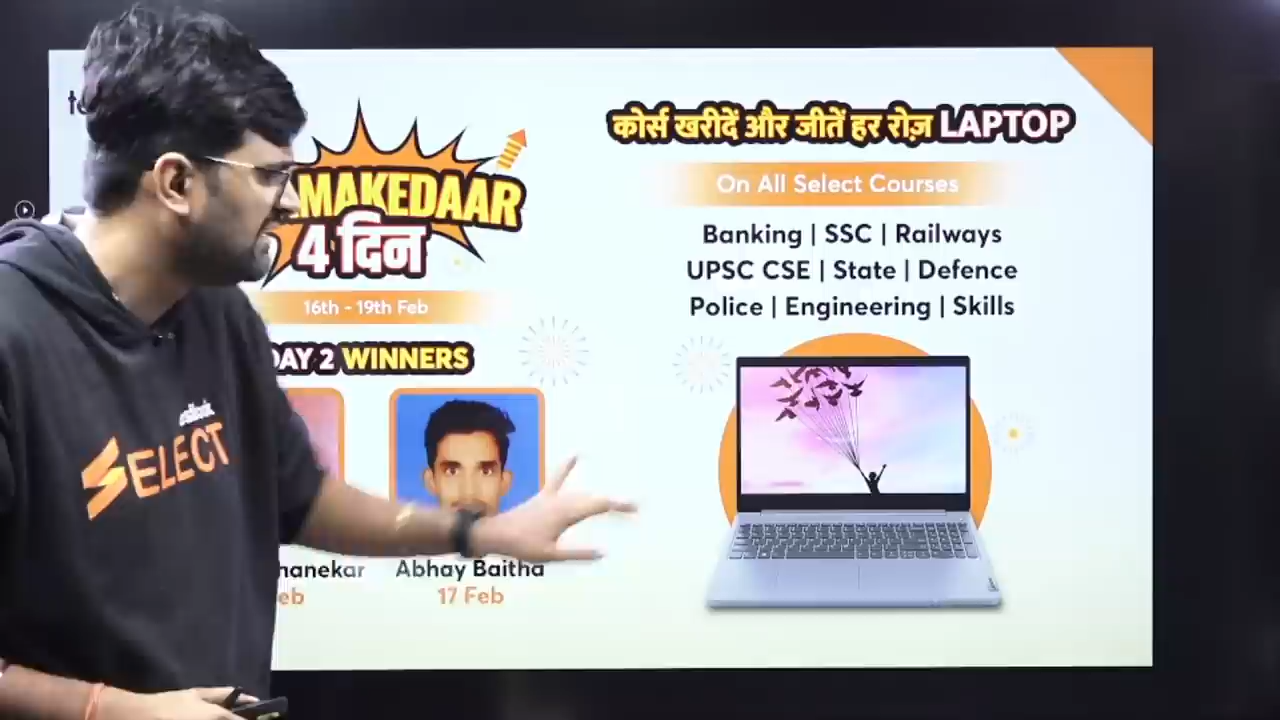 MAKEDAAR
4 दिन
16th - 19th Feb
DAY 2 WINNERS
Abhay Baitha
17 Feb
कोर्स खरीदें और जीतें हर रोज़ LAPTOP
On All Select Courses
Banking | SSC | Railways
UPSC CSE | State | Defence
Police | Engineering | Skills
SELECT